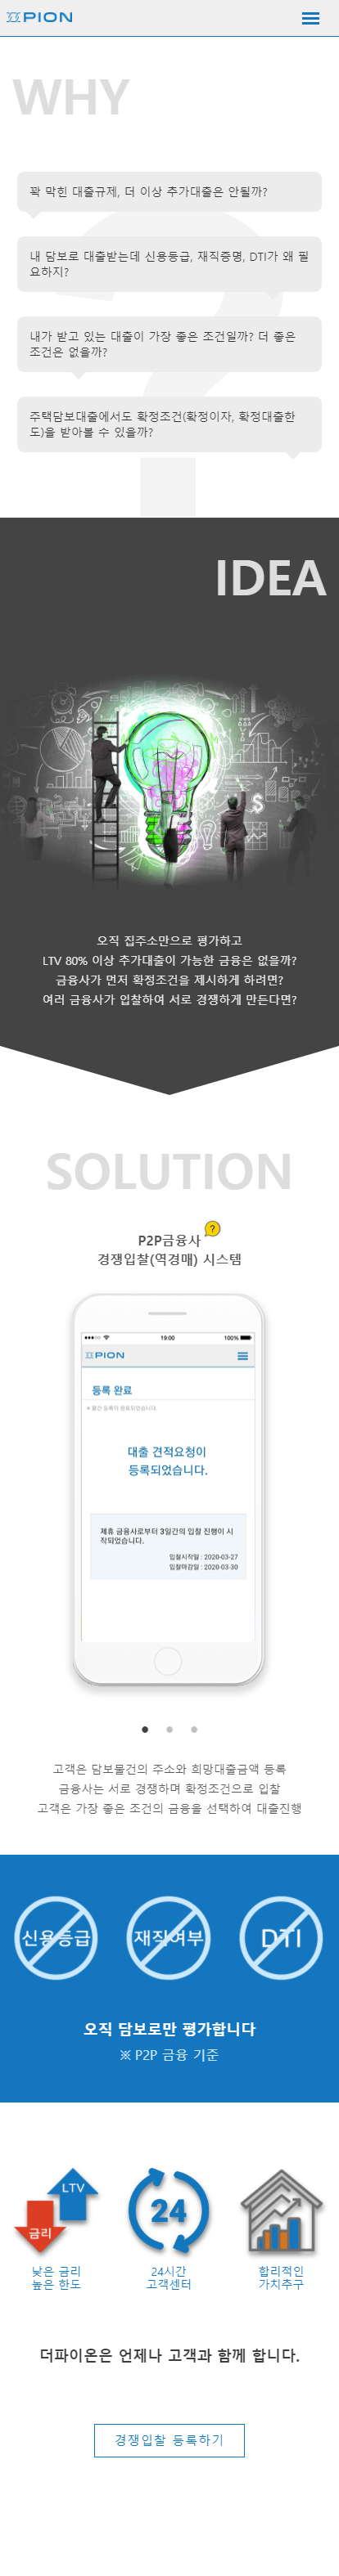 PION
WHY
꽉 막힌 대출규제, 더 이상 추가대출은 안될까?
내 담보로 대출받는데 신용등급, 재직증명, DTI가 왜 필
요하지?
내가 받고 있는 대출이 가장 좋은 조건일까? 더 좋은
조건은 없을까?
주택담보대출에서도 확정조건(확정이자, 확정대출한
도)을 받아볼 수 있을까?
IDEA
오직 집주소만으로 평가하고
LTV 80% 이상 추가대출이 가능한 금융은 없을까?
금융사가 먼저 확정조건을 제시하게 하려면?
여러 금융사가 입찰하여 서로 경쟁하게 만든다면?
SOLUTION
P2P금융사 ?
경쟁입찰(역경매) 시스템
19:00 100%
PION
등록 완료
※ 물건 등록이 완료되었습니다.
대출 견적요청이
등록되었습니다.
제휴 금융사로부터 3일간의 입찰 진행이 시
작되었습니다.
입찰시작일 : 2020-03-27
입찰마감일 : 2020-03-30
고객은 담보물건의 주소와 희망대출금액 등록
금융사는 서로 경쟁하며 확정조건으로 입찰
고객은 가장 좋은 조건의 금융을 선택하여 대출진행
신용등급 재직여부 DTI
오직 담보로만 평가합니다
※ P2P 금융 기준
LTV
금리
24
낮은 금리
높은 한도
24시간
고객센터
합리적인
가치추구
더파이온은 언제나 고객과 함께 합니다.
경쟁입찰 등록하기